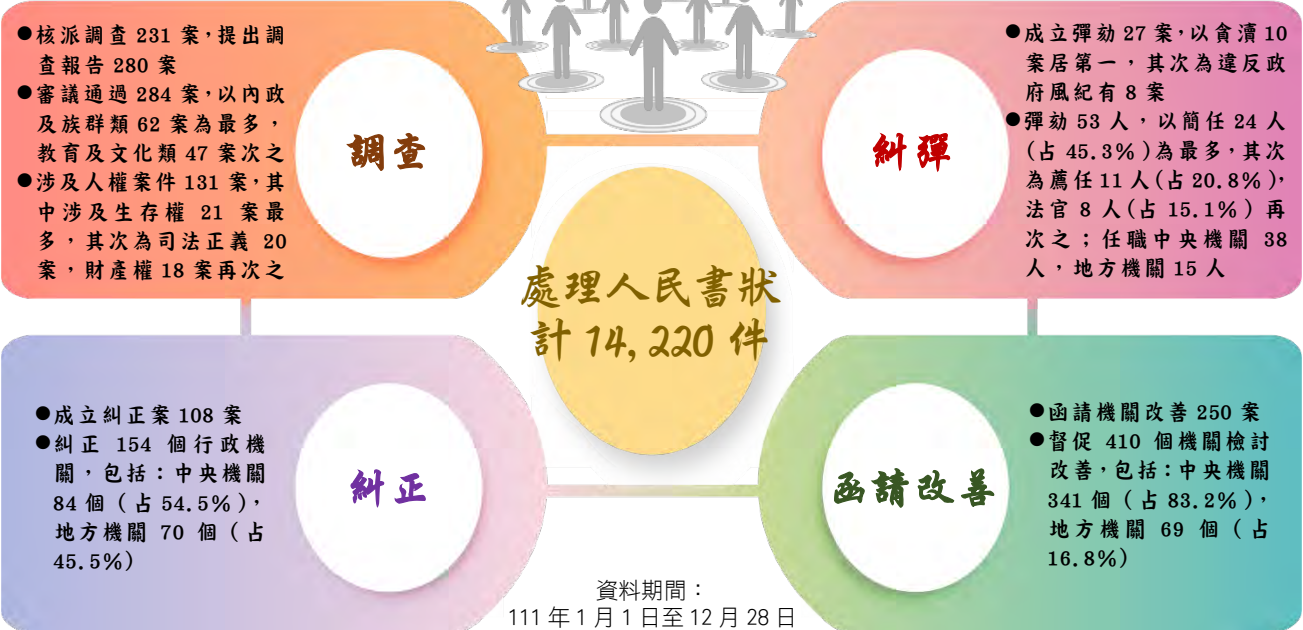 ●核派調查 231 案，提出調
查報告 280 案
●審議通過 284 案，以內政
及族群類 62 案為最多，
教育及文化類 47 案次之
●涉及人權案件 131 案，其
中涉及生存權 21 案最
多，其次為司法正義 20
案，財產權 18 案再次之
調查
●成立彈劾 27 案，以貪瀆 10
案居第一，其次為違反政
府風紀有 8 案
●彈劾 53 人，以簡任 24 人
(占 45.3%)為最多，其次
為薦任 11 人(占 20.8%)，
法官 8 人(占 15.1%) 再
次之；任職中央機關 38
人，地方機關 15 人
糾彈
處理人民書狀
計 14,220 件
●成立糾正案 108 案
●糾正 154 個行政機
關，包括：中央機關
84 個 (占 54.5%)，
地方機關 70 個 (占
45.5%)
糾正
●函請機關改善 250 案
●督促 410 個機關檢討
改善，包括：中央機關
341 個 (占 83.2%)，
地方機關 69 個 (占
16.8%)
函請改善
資料期間：
111 年 1 月 1 日至 12 月 28 日